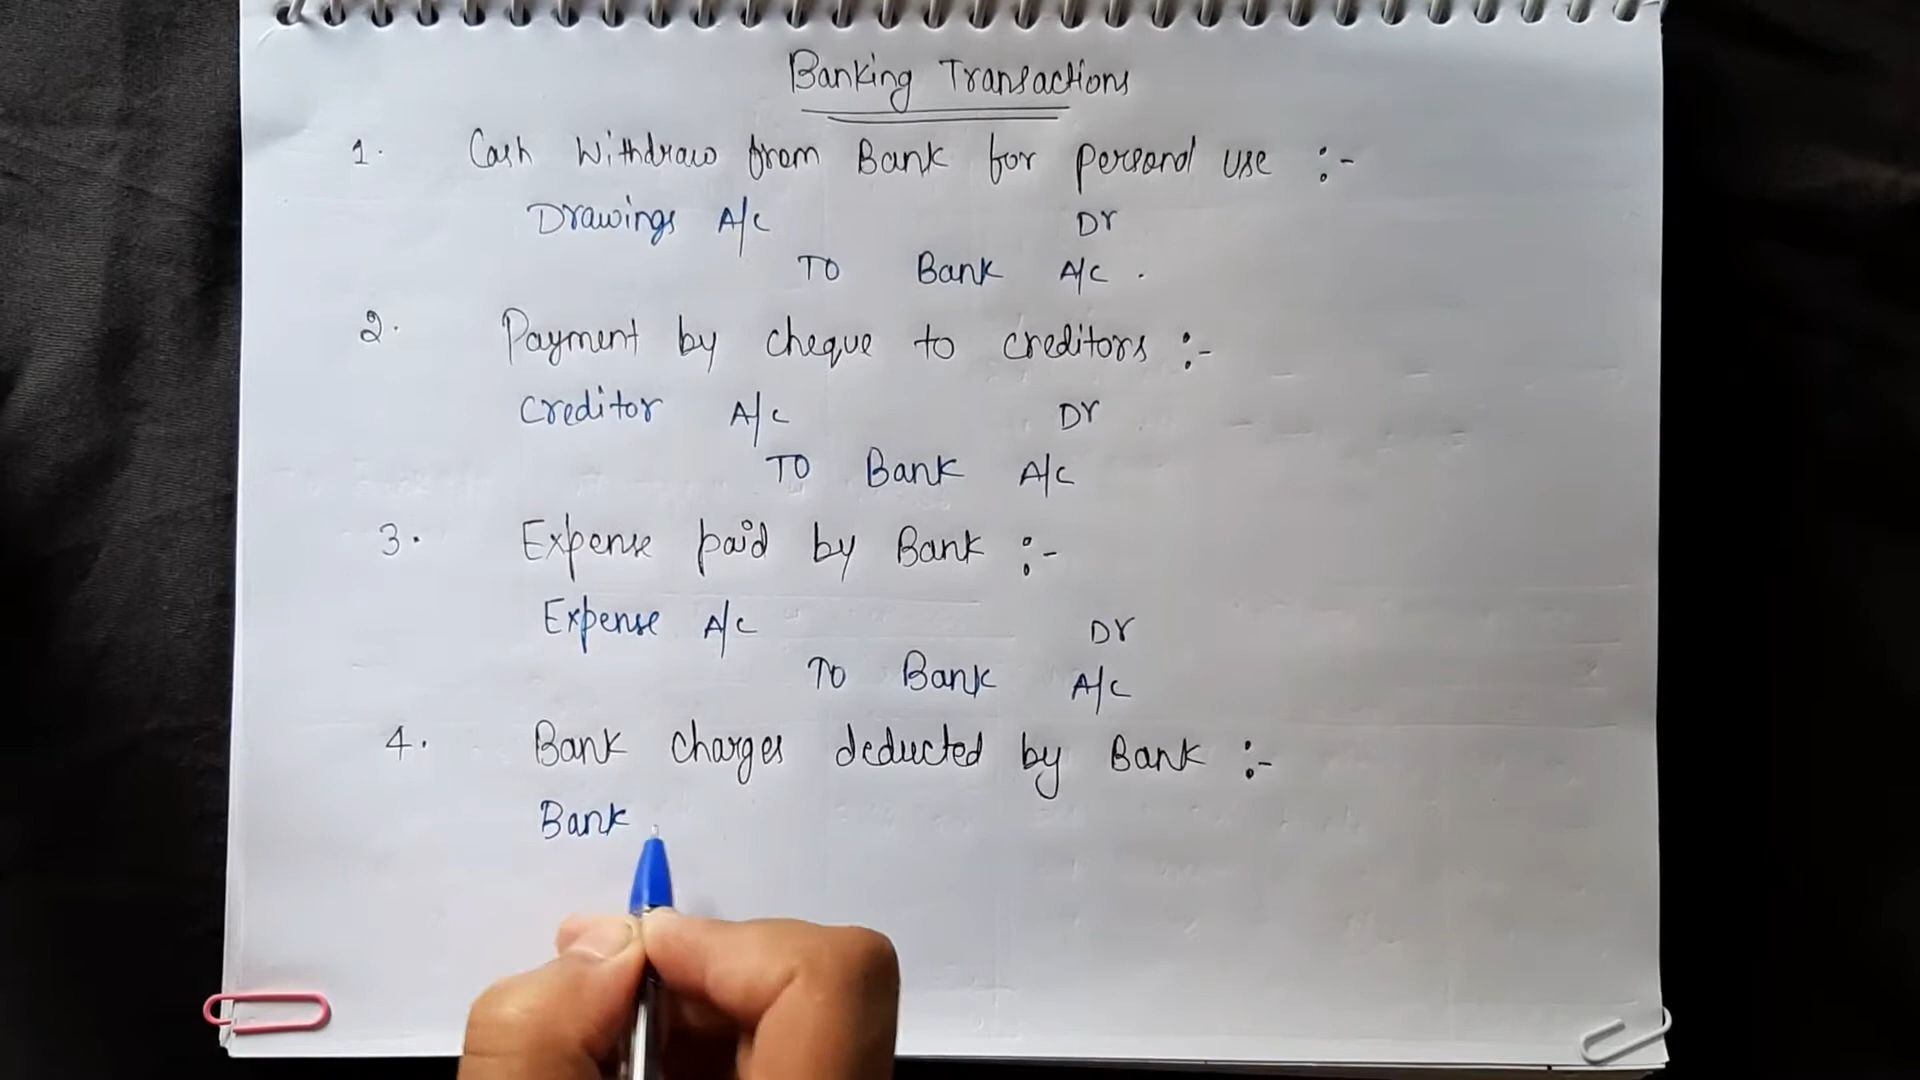 Banking Transactions
1. Cash Withdraw from Bank for personal use :-
Drawings A/c Dr
TO Bank A/c .
2. Payment by cheque to creditors :-
Creditor A/c Dr
TO Bank A/c
3. Expense paid by Bank :-
Expense A/c Dr
TO Bank A/c
4. Bank charges deducted by Bank :-
Bank